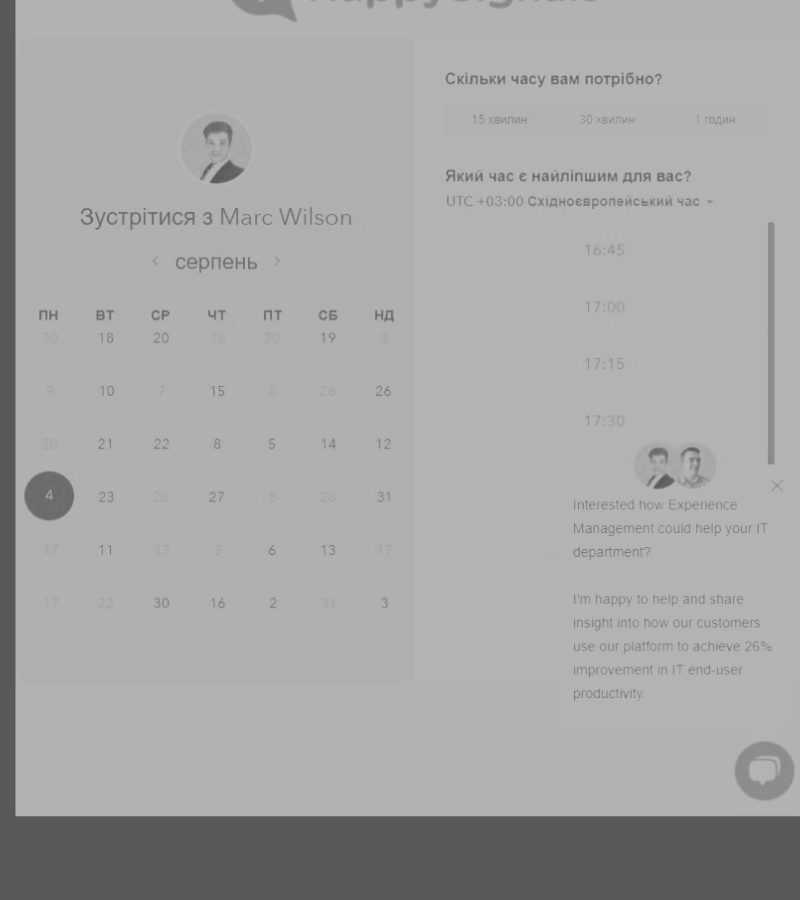 Скільки часу вам потрібно?
15 хвилин 30 хвилин 1 годин
Який час є найліпшим для вас?
UTC +03:00 Східноєвропейський час
Зустрітися з Marc Wilson
серпень
ПН ВТ СР ЧТ ПТ СБ НД
30 18 20 16 20 19 3
9 10 7 15 8 26 26
20 21 22 8 5 14 12
4 23 28 27 8 28 31
17 11 17 3 6 13 17
17 22 30 16 2 31 3
16:45
17:00
17:15
17:30
Interested how Experience
Management could help your IT
department?
I'm happy to help and share
insight into how our customers
use our platform to achieve 26%
improvement in IT end-user
productivity